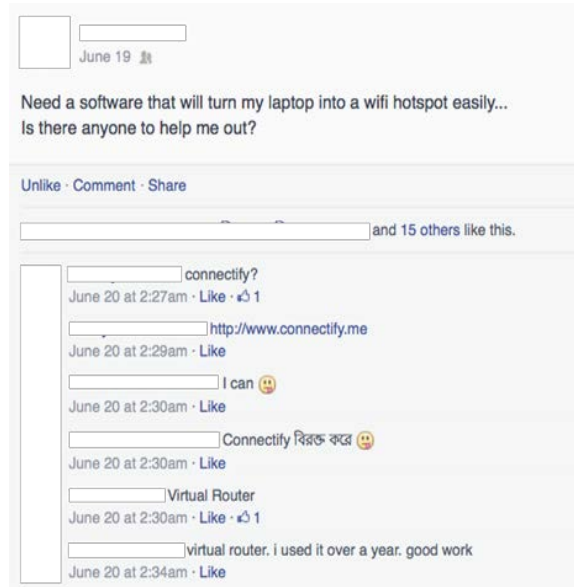 June 19
Need a software that will turn my laptop into a wifi hotspot easily...
Is there anyone to help me out?
Unlike · Comment · Share
and 15 others like this.
connectify?
June 20 at 2:27am · Like · 1
http://www.connectify.me
June 20 at 2:29am · Like
I can
June 20 at 2:30am · Like
Connectify বিরক্ত করে
June 20 at 2:30am · Like
Virtual Router
June 20 at 2:30am · Like · 1
virtual router. i used it over a year. good work
June 20 at 2:34am · Like